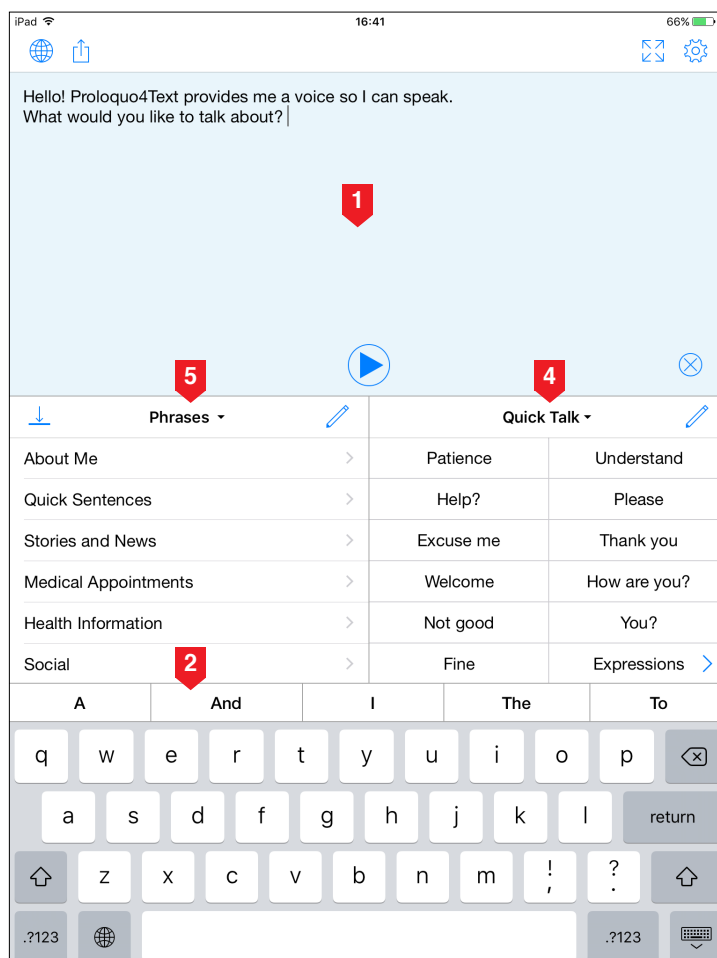 iPad 16:41 66%
Hello! Proloquo4Text provides me a voice so I can speak.
What would you like to talk about?
1
5
4
Phrases
Quick Talk
About Me
Quick Sentences
Stories and News
Medical Appointments
Health Information
Social
Patience Understand
Help? Please
Excuse me Thank you
Welcome How are you?
Not good You?
Fine Expressions
2
A And I The To
q w e r t y u i o p
a s d f g h j k l return
z x c v b n m ! , ? .
.?123 .?123